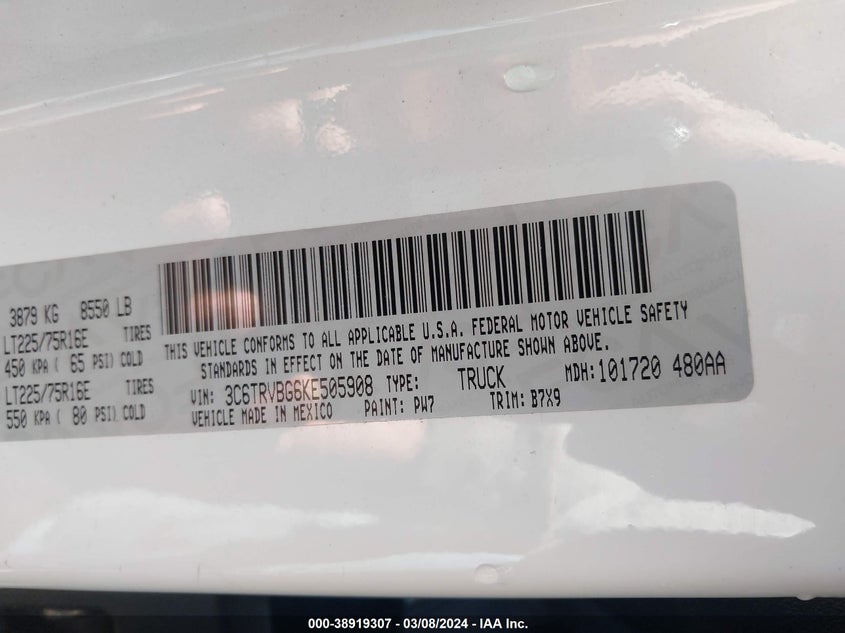 3879 KG 8550 LB
LT225/75R16E TIRES
450 KPA ( 65 PSI) COLD
LT225/75R16E TIRES
550 KPA ( 80 PSI) COLD
THIS VEHICLE CONFORMS TO ALL APPLICABLE U.S.A. FEDERAL MOTOR VEHICLE SAFETY
STANDARDS IN EFFECT ON THE DATE OF MANUFACTURE SHOWN ABOVE.
VIN: 3C6TRVBG6KE505908 TYPE: TRUCK MDH:101720 480AA
VEHICLE MADE IN MEXICO PAINT: PW7 TRIM: B7X9
000-38919307 - 03/08/2024 - IAA Inc.